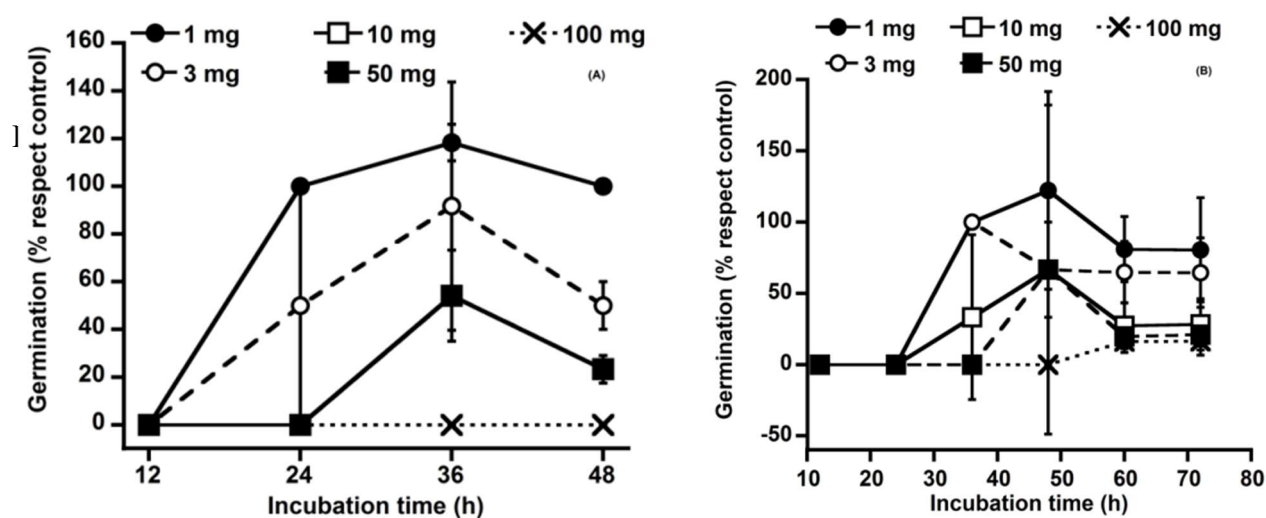 160
1 mg
10 mg
100 mg
3 mg
50 mg
(A)
140
120
100
80
60
40
20
0
12
24
36
48
Germination (% respect control)
Incubation time (h)
]
1 mg
10 mg
100 mg
3 mg
50 mg
(B)
200
150
100
50
0
-50
10
20
30
40
50
60
70
80
Germination (% respect control)
Incubation time (h)